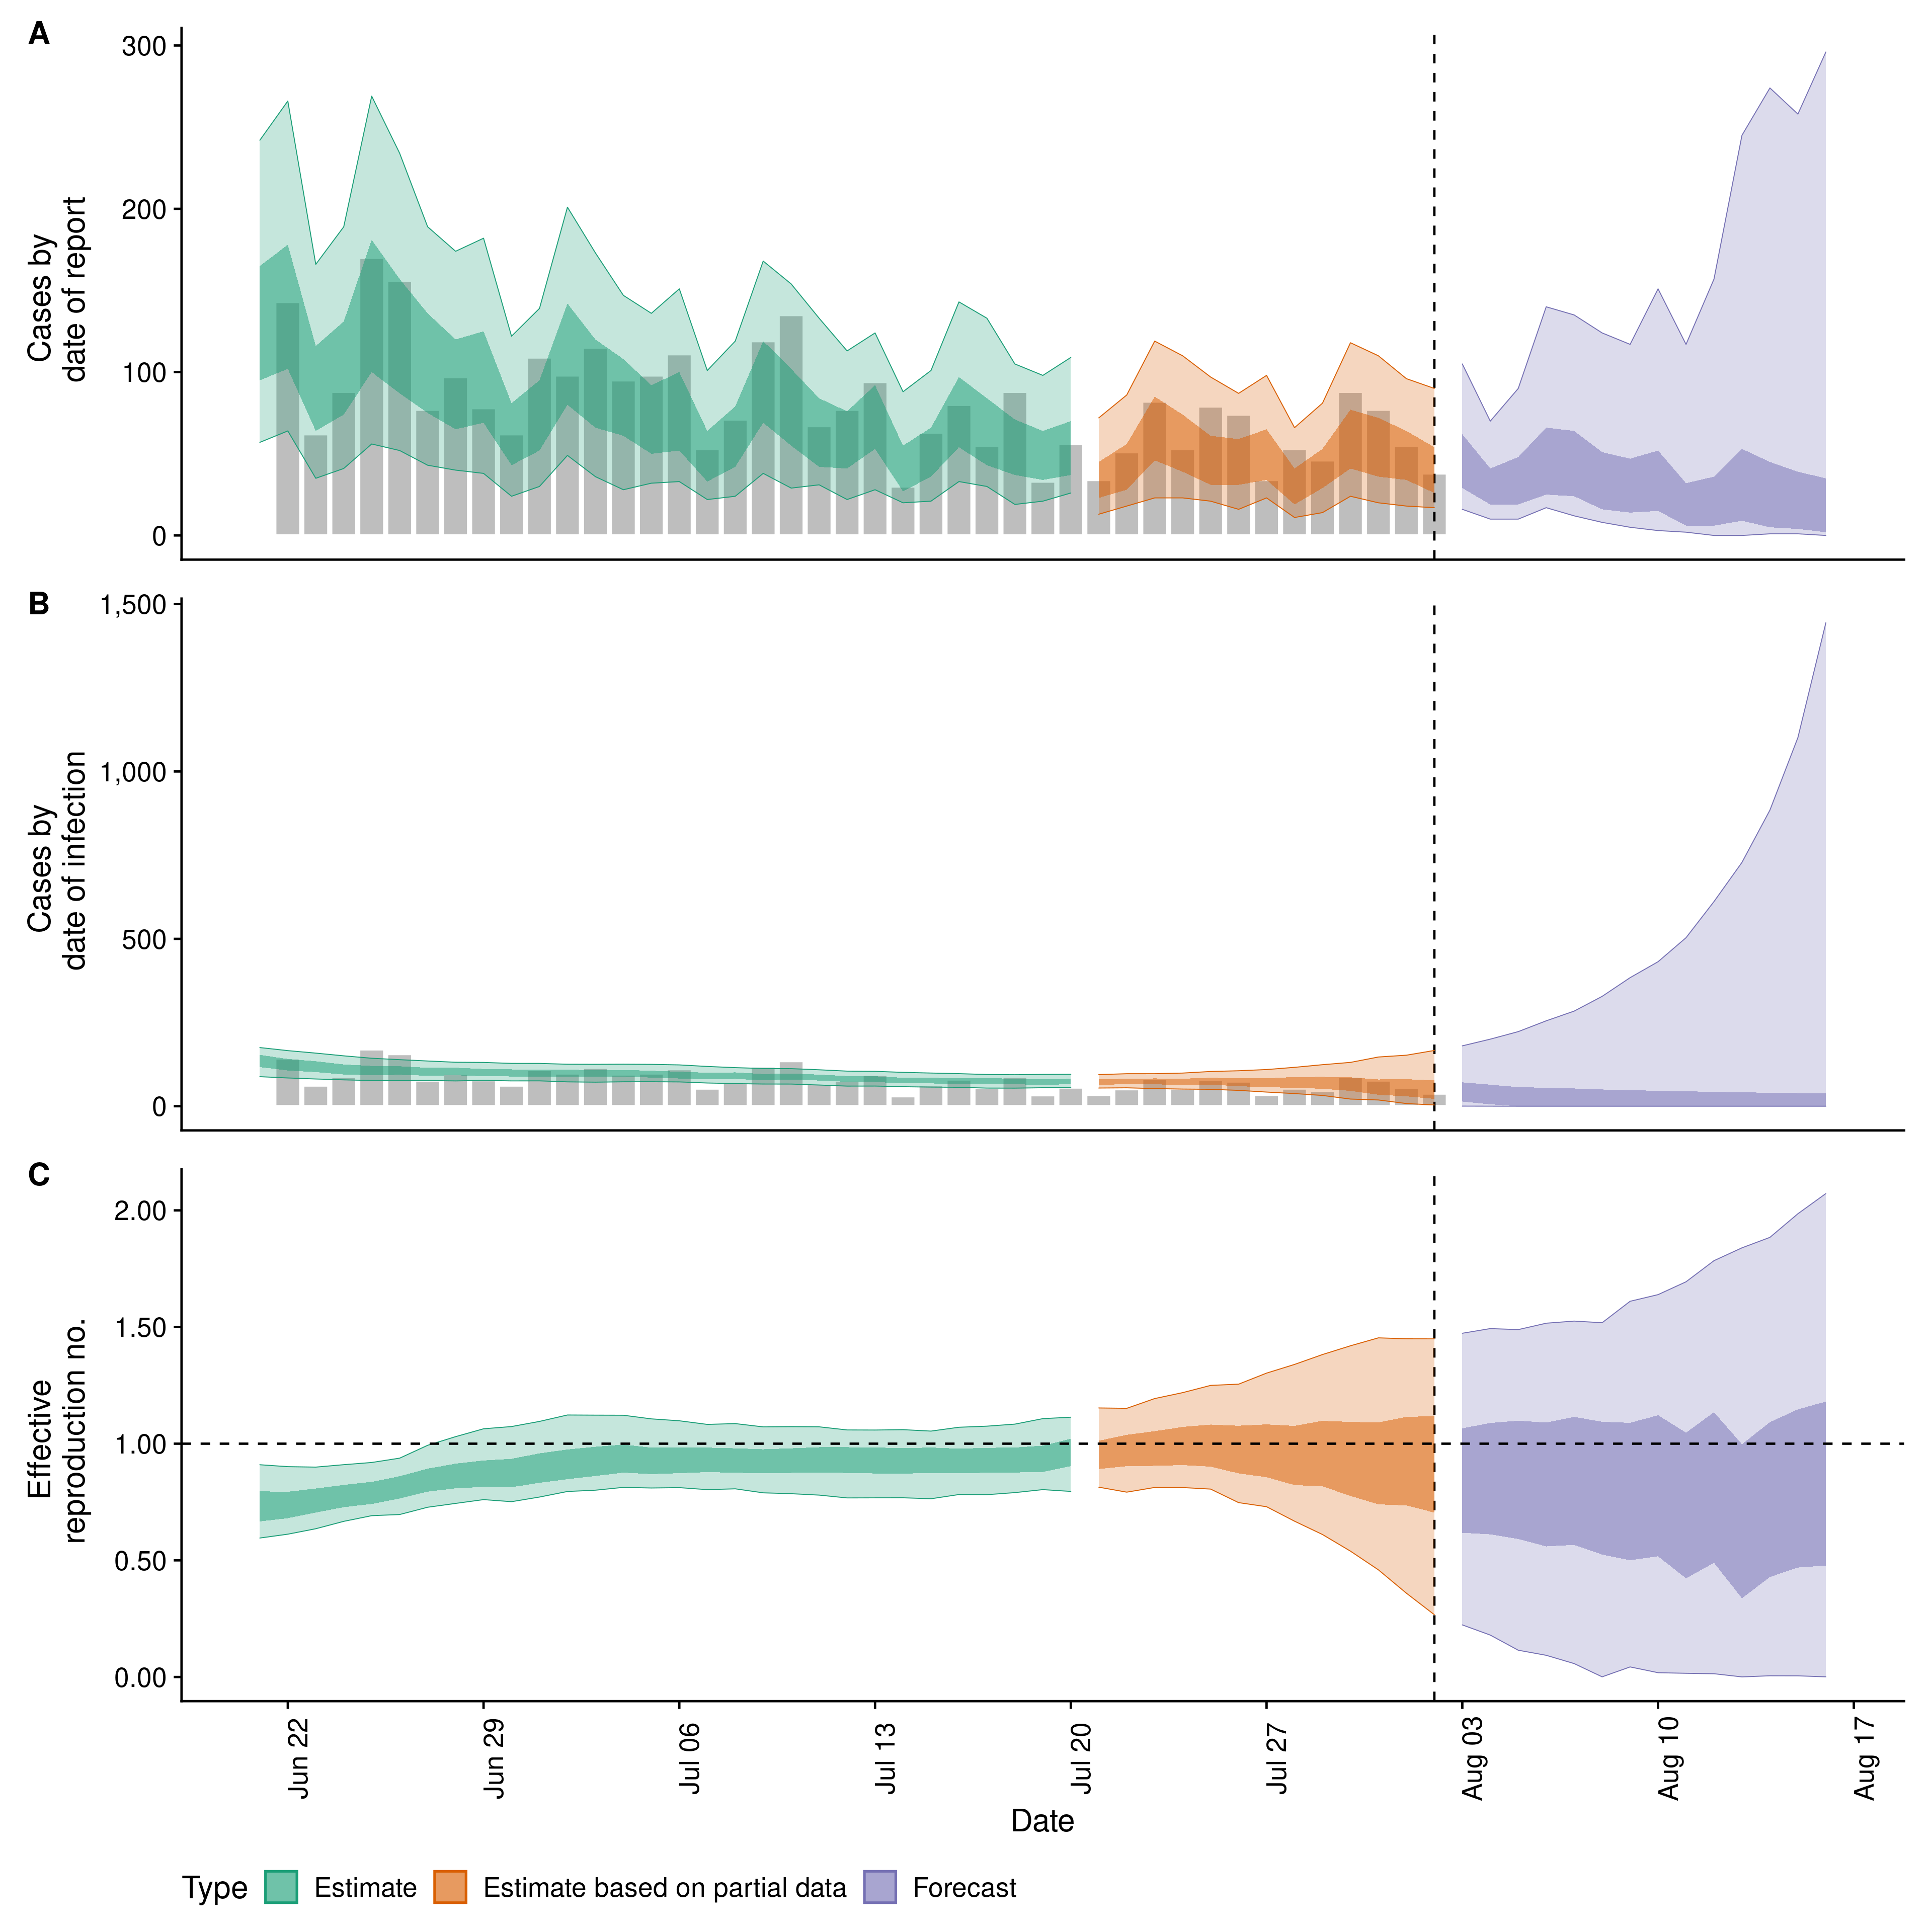 A
300
200
100
0
Cases by
date of report
B
1,500
1,000
500
0
Cases by
date of infection
C
2.00
1.50
1.00
0.50
0.00
Effective
reproduction no.
Jun 22
Jun 29
Jul 06
Jul 13
Jul 20
Jul 27
Aug 03
Aug 10
Aug 17
Date
Type Estimate Estimate based on partial data Forecast